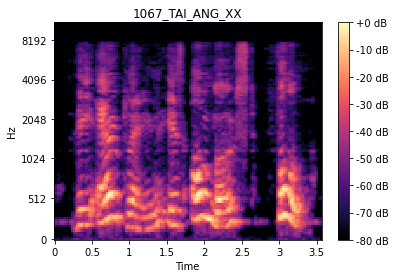 1067_TAI_ANG_XX
Hz
8192
4096
2048
1024
512
0
0 0.5 1 1.5 2 2.5 3 3.5
Time
+0 dB
-10 dB
-20 dB
-30 dB
-40 dB
-50 dB
-60 dB
-70 dB
-80 dB